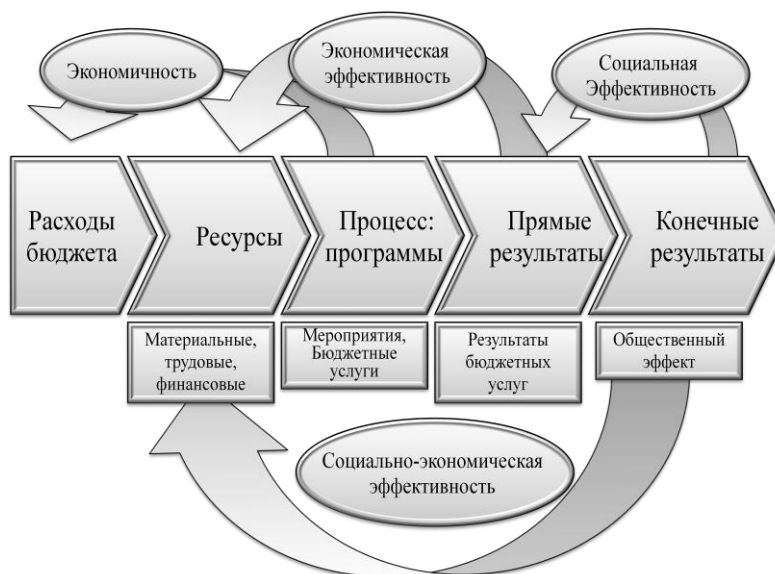 Экономичность
Экономическая
эффективность
Социальная
Эффективность
Расходы
бюджета
Ресурсы
Процесс:
программы
Прямые
результаты
Конечные
результаты
Материальные,
трудовые,
финансовые
Мероприятия,
Бюджетные
услуги
Результаты
бюджетных
услуг
Общественный
эффект
Социально-экономическая
эффективность